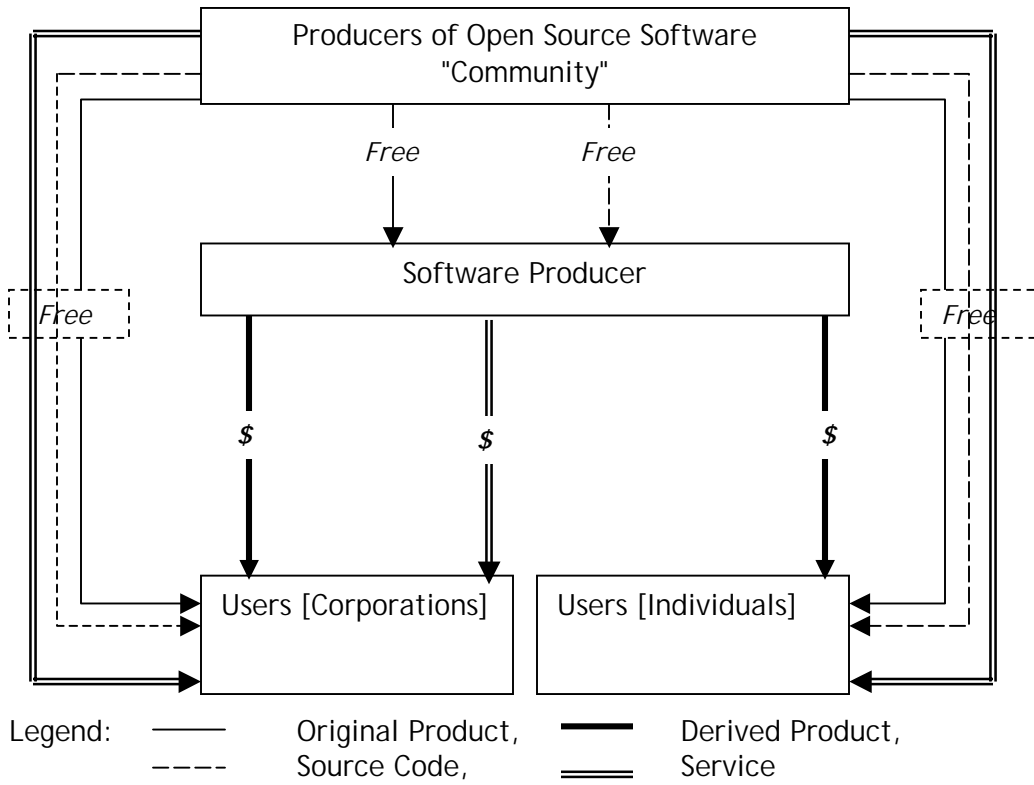 Producers of Open Source Software
"Community"
Free
Free
Software Producer
Free
Free
$
$
$
Users [Corporations]
Users [Individuals]
Legend:
Original Product,
Derived Product,
Source Code,
Service